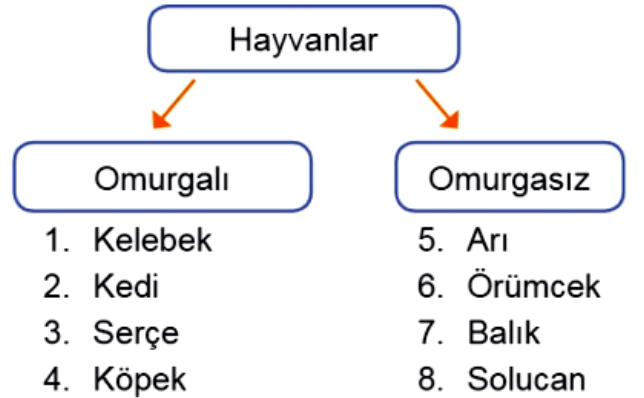 Hayvanlar
Omurgalı
1. Kelebek
2. Kedi
3. Serçe
4. Köpek
Omurgasız
5. Arı
6. Örümcek
7. Balık
8. Solucan